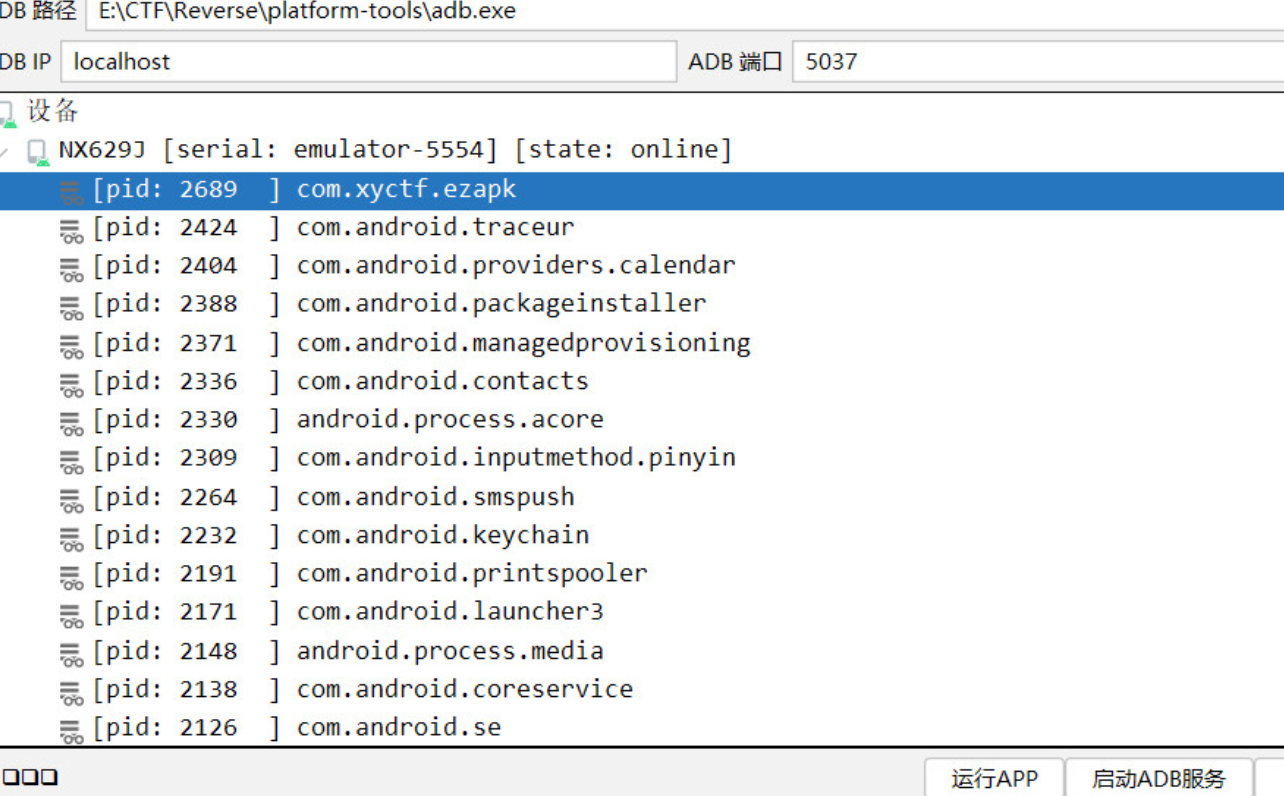 DB 路径 E:\CTF\Reverse\platform-tools\adb.exe
DB IP localhost ADB 端口 5037
设备
NX629J [serial: emulator-5554] [state: online]
[pid: 2689 ] com.xyctf.ezapk
[pid: 2424 ] com.android.traceur
[pid: 2404 ] com.android.providers.calendar
[pid: 2388 ] com.android.packageinstaller
[pid: 2371 ] com.android.managedprovisioning
[pid: 2336 ] com.android.contacts
[pid: 2330 ] android.process.acore
[pid: 2309 ] com.android.inputmethod.pinyin
[pid: 2264 ] com.android.smspush
[pid: 2232 ] com.android.keychain
[pid: 2191 ] com.android.printspooler
[pid: 2171 ] com.android.launcher3
[pid: 2148 ] android.process.media
[pid: 2138 ] com.android.coreservice
[pid: 2126 ] com.android.se
运行APP 启动ADB服务